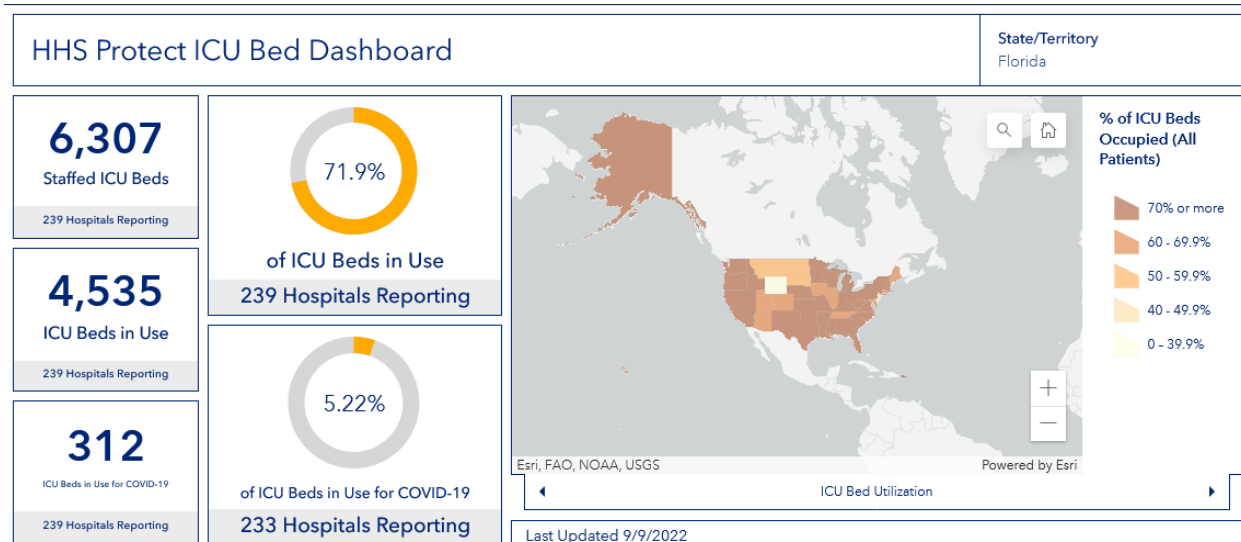 HHS Protect ICU Bed Dashboard
State/Territory
Florida
6,307
Staffed ICU Beds
239 Hospitals Reporting
4,535
ICU Beds in Use
239 Hospitals Reporting
312
ICU Beds in Use for COVID-19
239 Hospitals Reporting
71.9%
of ICU Beds in Use
239 Hospitals Reporting
5.22%
of ICU Beds in Use for COVID-19
233 Hospitals Reporting
Esri, FAO, NOAA, USGS
Powered by Esri
ICU Bed Utilization
Last Updated 9/9/2022
% of ICU Beds
Occupied (All
Patients)
70% or more
60 - 69.9%
50 - 59.9%
40 - 49.9%
0 - 39.9%